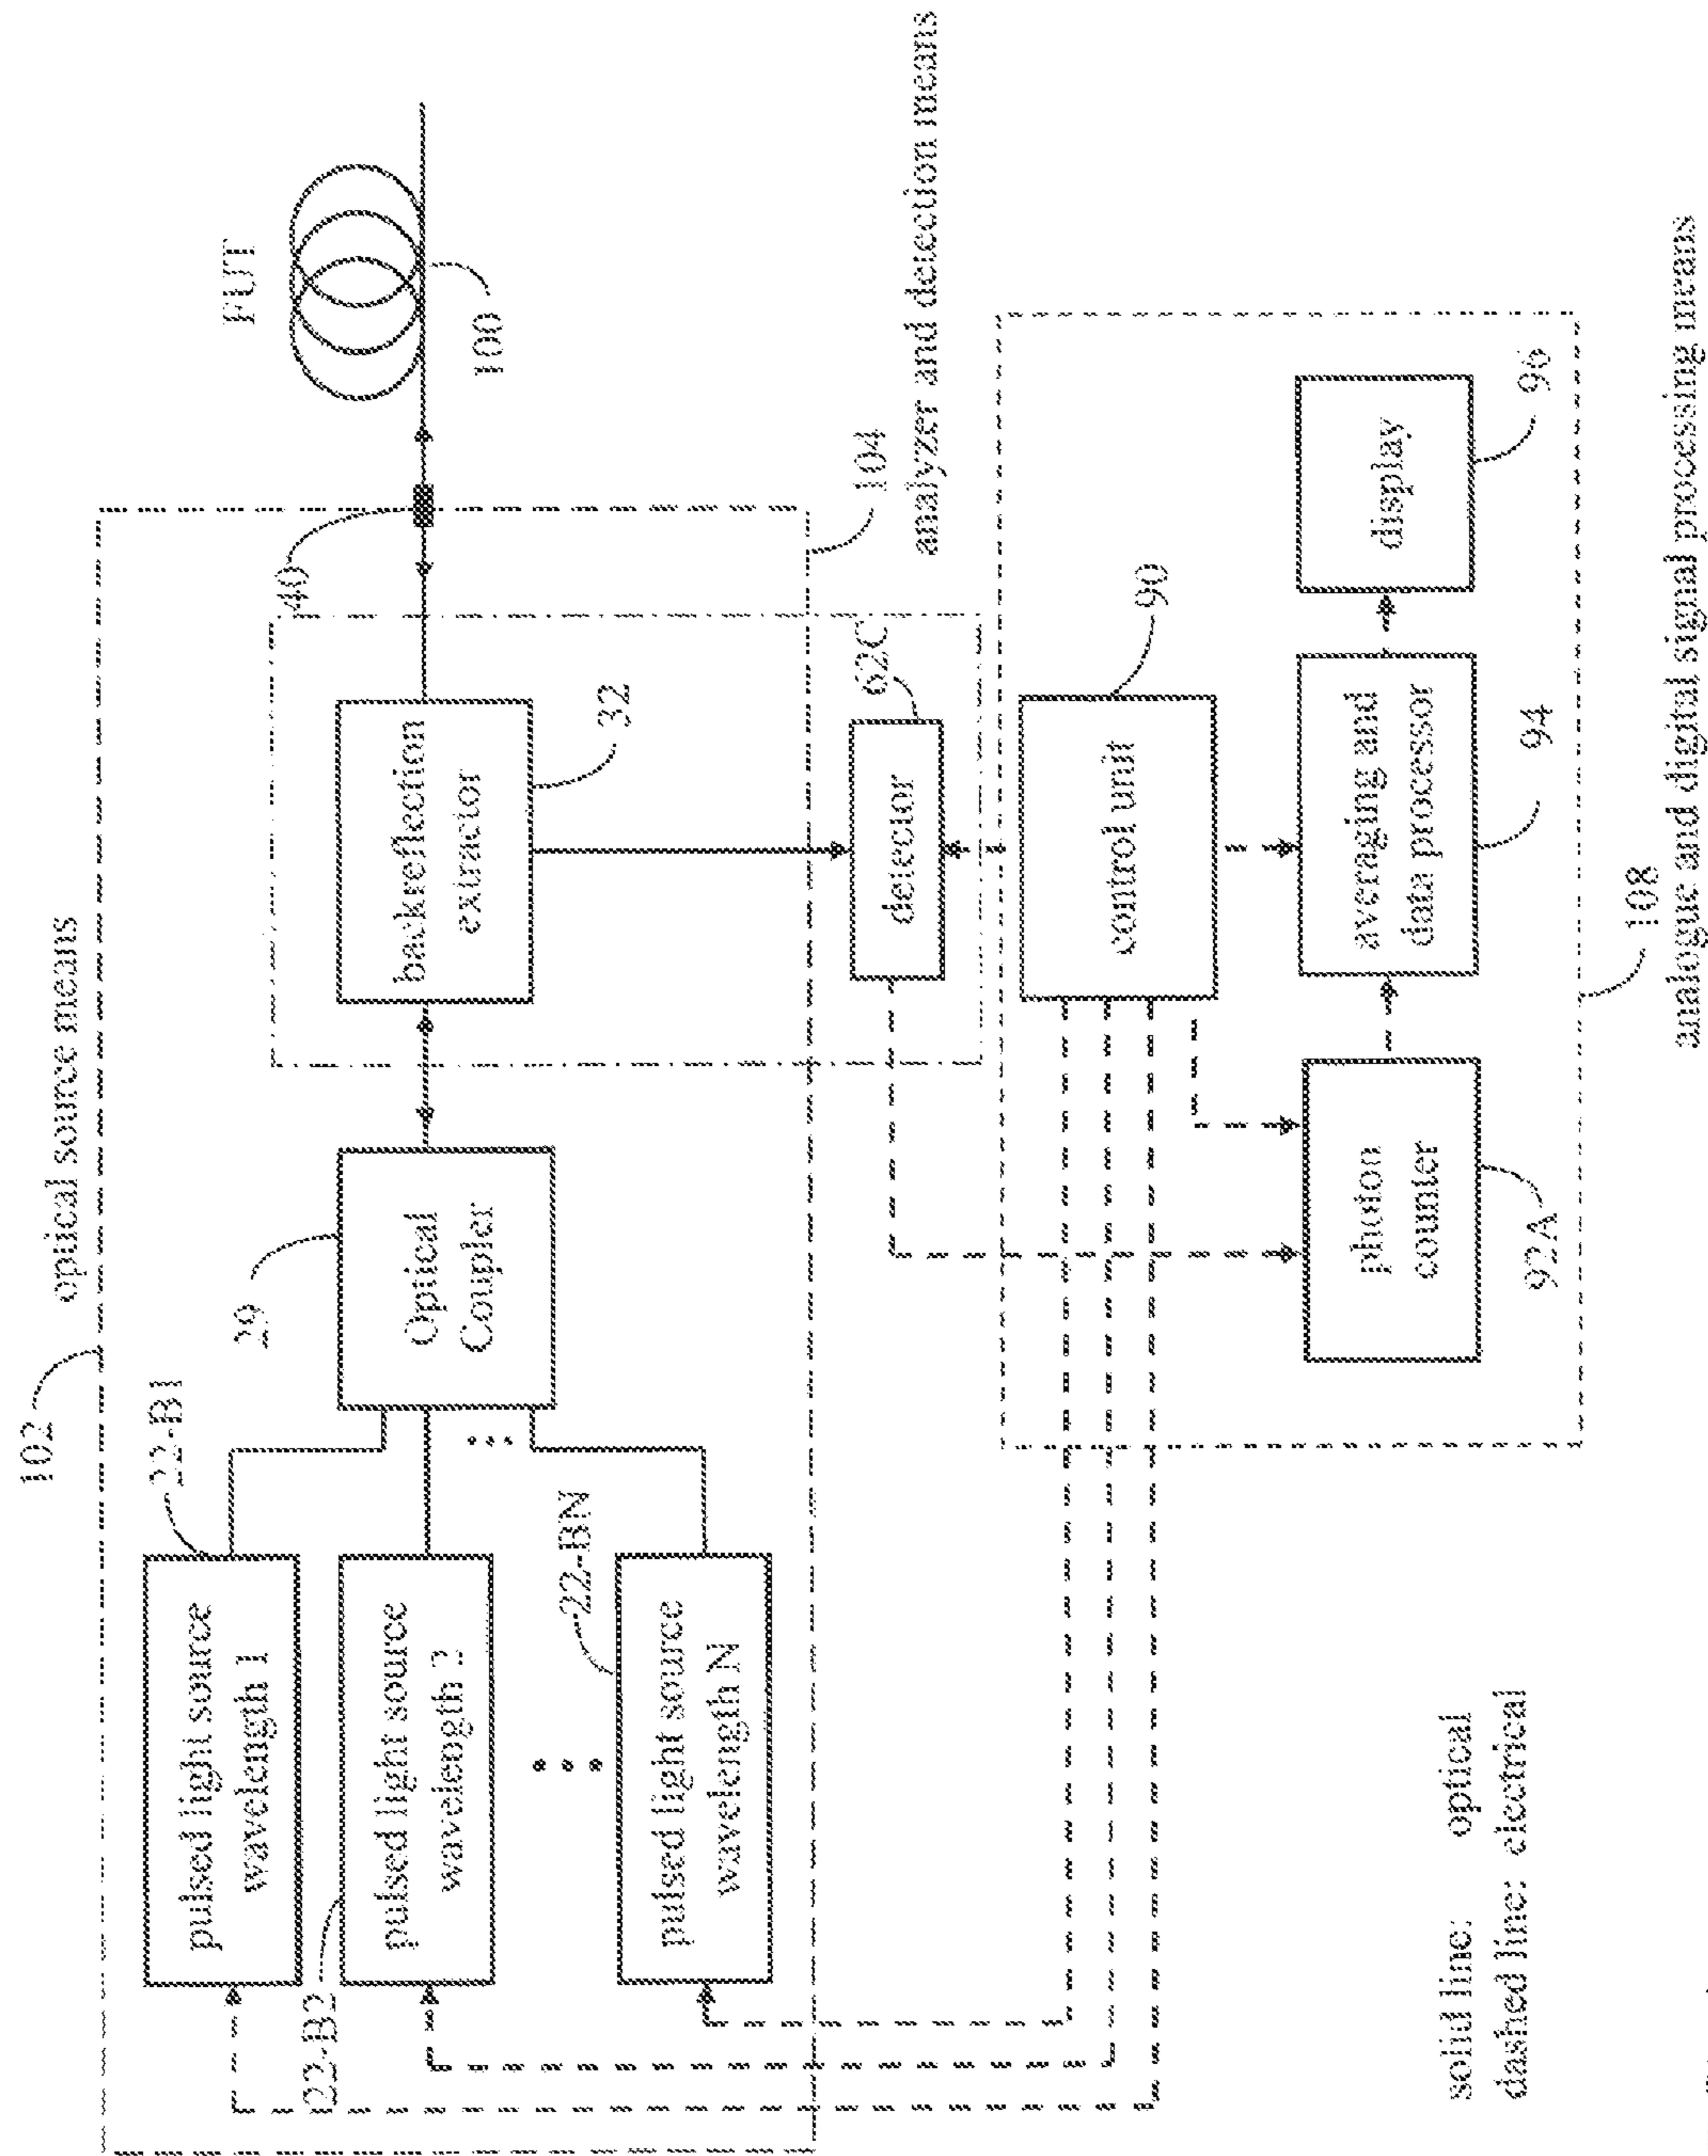 102
optical source means
22-B1
pulsed light source
wavelength 1
22-B2
pulsed light source
wavelength 2
22-BN
pulsed light source
wavelength N
29
Optical
Coupler
backreflection
extractor
32
40
FUT
100
104
analyzer and detection means
62C
detector
control unit
90
photon
counter
92A
averaging and
data processor
94
display
96
108
analogue and digital signal processing means
solid line: optical
dashed line: electrical